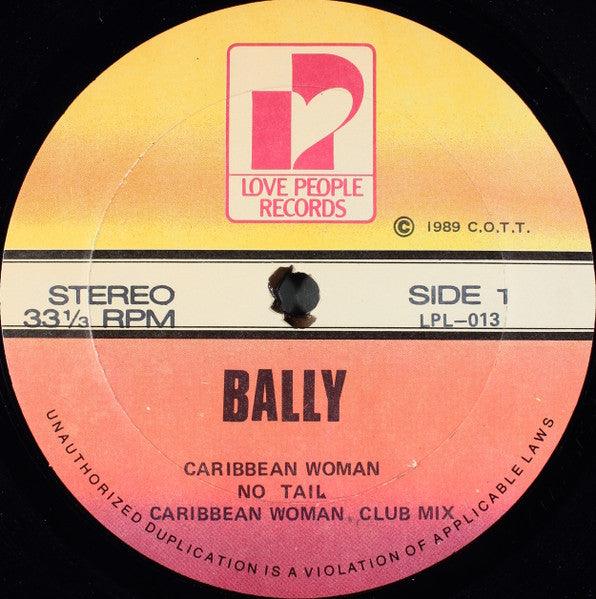 LOVE PEOPLE
RECORDS
© 1989 C.O.T.T.
STEREO
33⅓ RPM
SIDE 1
LPL-013
BALLY
CARIBBEAN WOMAN
NO TAIL
CARIBBEAN WOMAN CLUB MIX
UNAUTHORIZED DUPLICATION IS A VIOLATION OF APPLICABLE LAWS